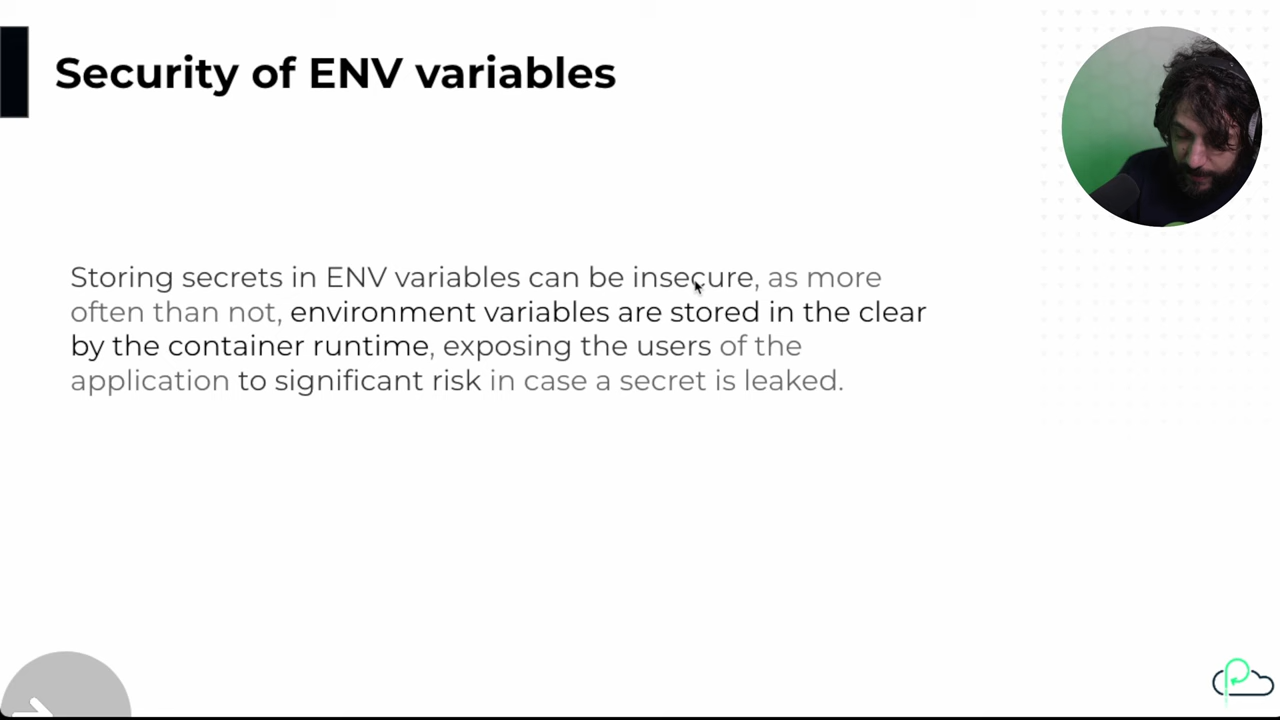 Security of ENV variables
Storing secrets in ENV variables can be insecure, as more
often than not, environment variables are stored in the clear
by the container runtime, exposing the users of the
application to significant risk in case a secret is leaked.